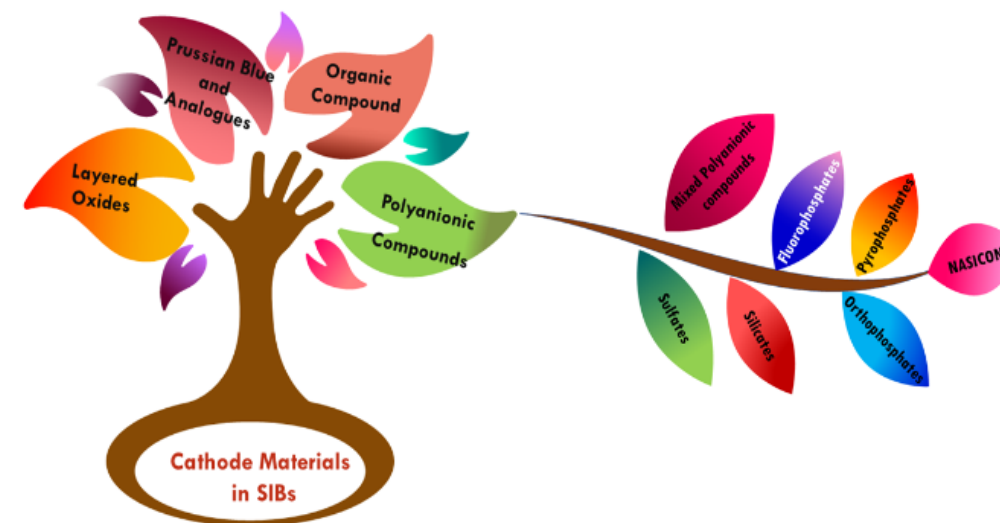 Prussian Blue
and
Analogues
Organic
Compound
Layered
Oxides
Polyanionic
Compounds
Mixed Polyanionic
compounds
Fluorophosphates
Pyrophosphates
NASICON
Sulfates
Silicates
Orthophosphates
Cathode Materials
in SIBs